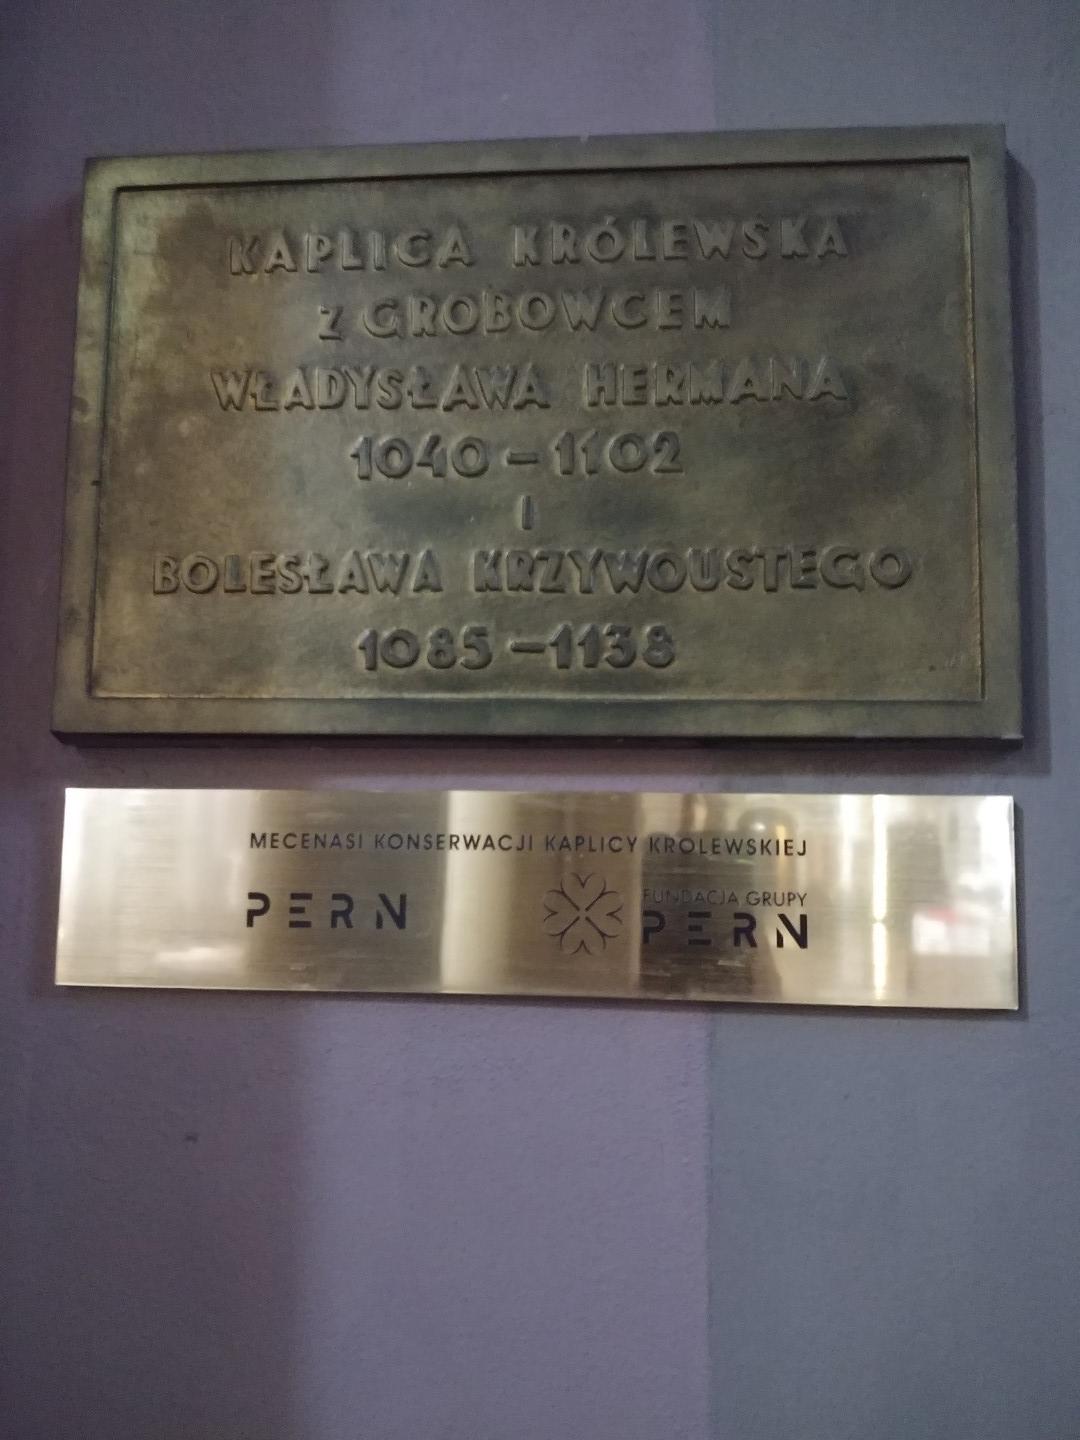 KAPLICA KRÓLEWSKA
Z GROBOWCEM
WŁADYSŁAWA HERMANA
1040 – 1102
I
BOLESŁAWA KRZYWOUSTEGO
1085 – 1138
MECENASI KONSERWACJI KAPLICY KROLEWSKIEJ
PERN
FUNDACJA GRUPY
PERN